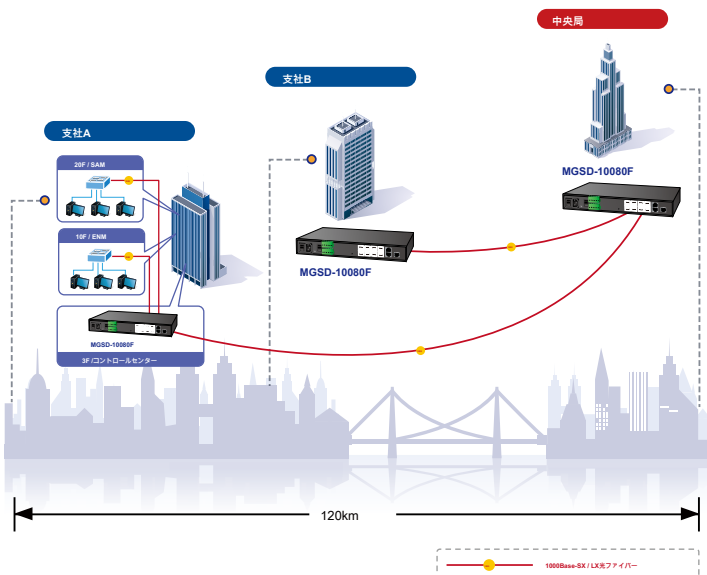 中央局
支社B
支社A
20F / SAM
10F / ENM
MGSD-10080F
MGSD-10080F
MGSD-10080F
3F /コントロールセンター
120km
1000Base-SX / LX光ファイバー